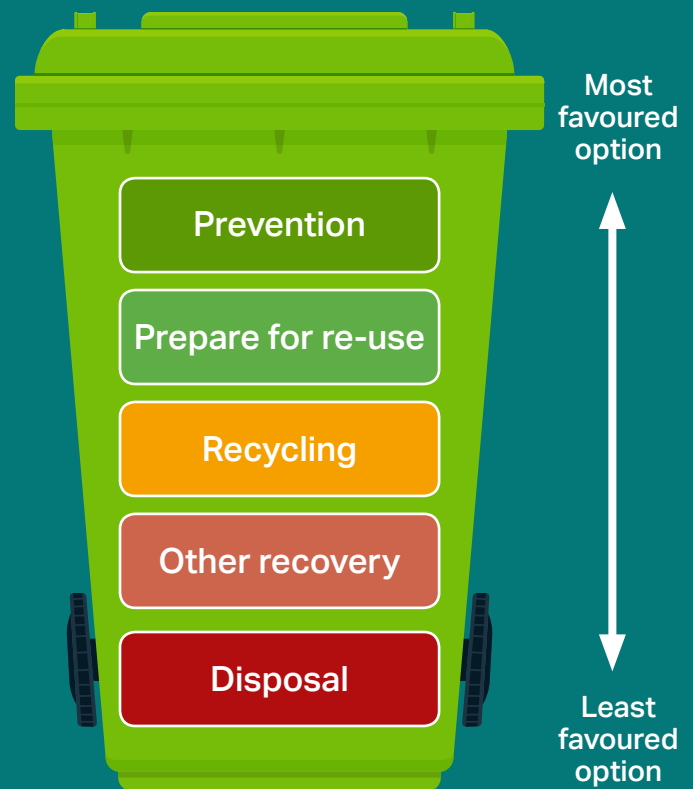 Most
favoured
option
Prevention
Prepare for re-use
Recycling
Other recovery
Disposal
Least
favoured
option